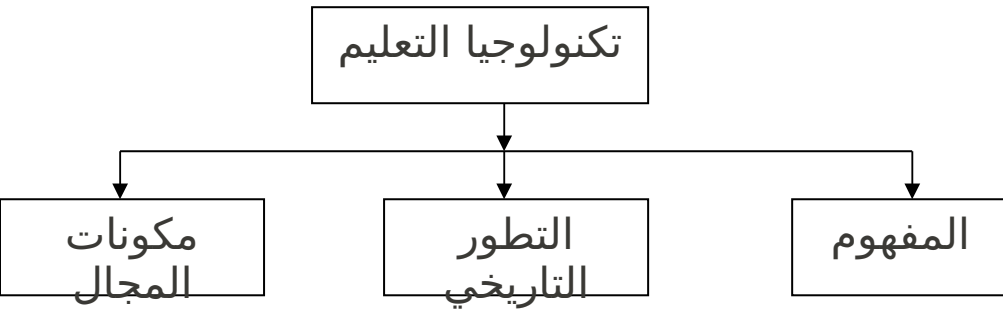 تكنولوجيا التعليم
المفهوم
التطور
التاريخي
مكونات
المجال